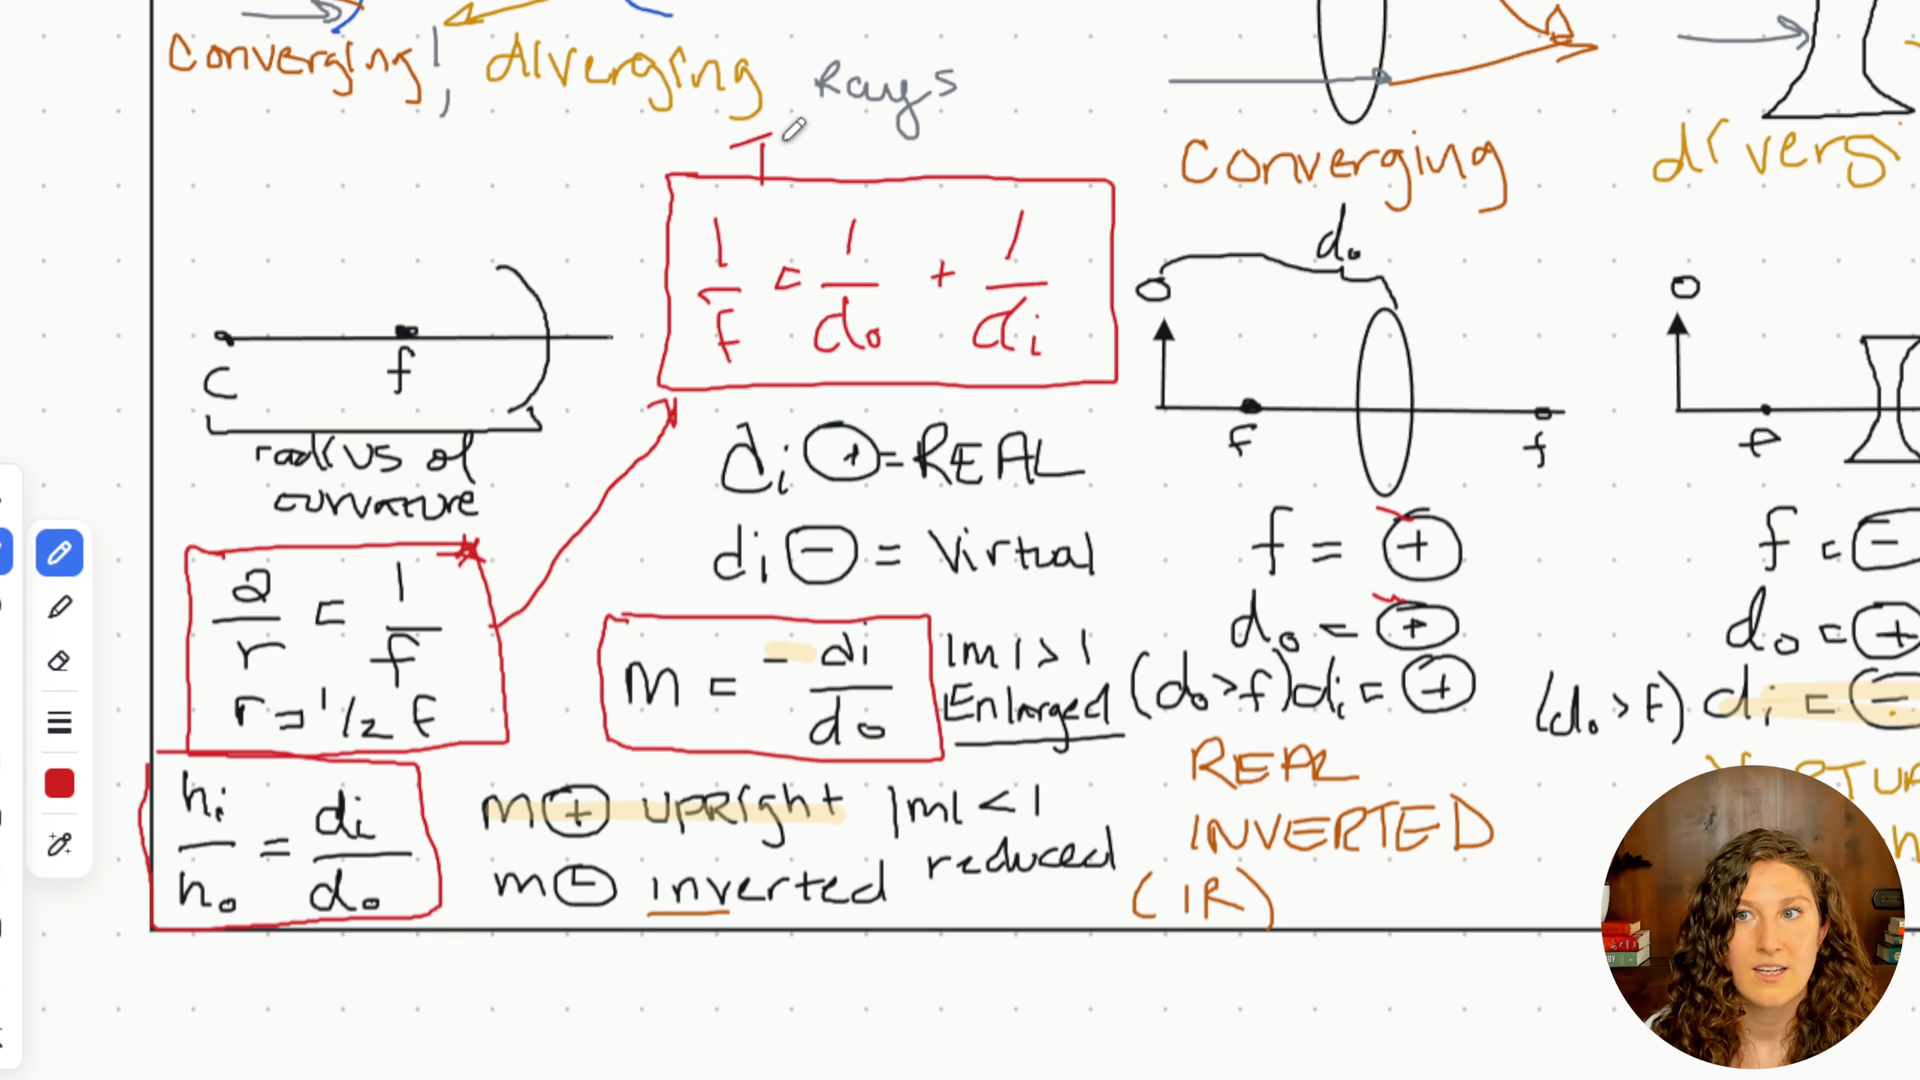 Converging, diverging Rays
Converging
divergi
1/f = 1/do + 1/di
do
O
O
C f
f f
f
radius of
curvature
di + = REAL
di - = Virtual
2/r = 1/f
r = 1/2 f
m = -di/do
|m| > 1
Enlarged
hi/ho = di/do
m + upright |m| < 1
m - inverted reduced
f = +
do = +
(do > f) di = +
REAL
INVERTED
(IR)
f = -
do = +
(do > f) di = -